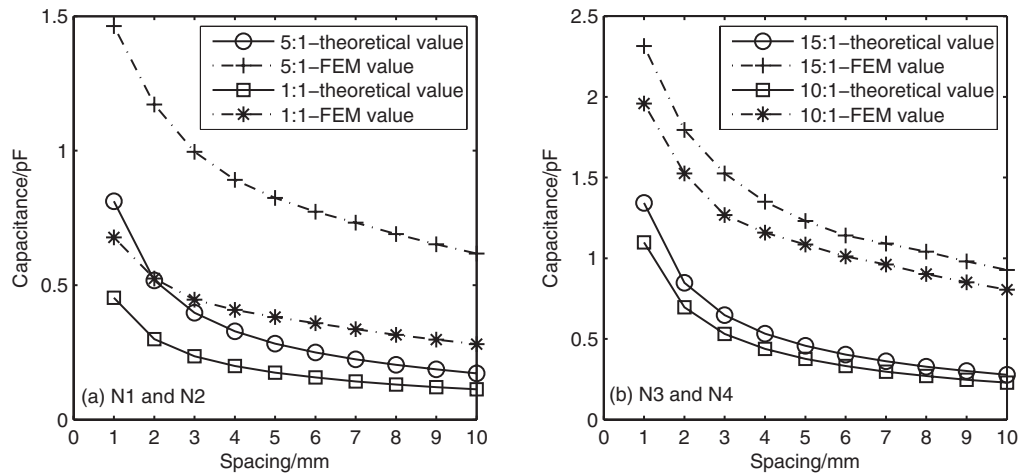 1.5
1
0.5
0
Capacitance/pF
5:1−theoretical value
5:1−FEM value
1:1−theoretical value
1:1−FEM value
(a) N1 and N2
0 1 2 3 4 5 6 7 8 9 10
Spacing/mm
2.5
2
1.5
1
0.5
0
Capacitance/pF
15:1−theoretical value
15:1−FEM value
10:1−theoretical value
10:1−FEM value
(b) N3 and N4
0 1 2 3 4 5 6 7 8 9 10
Spacing/mm